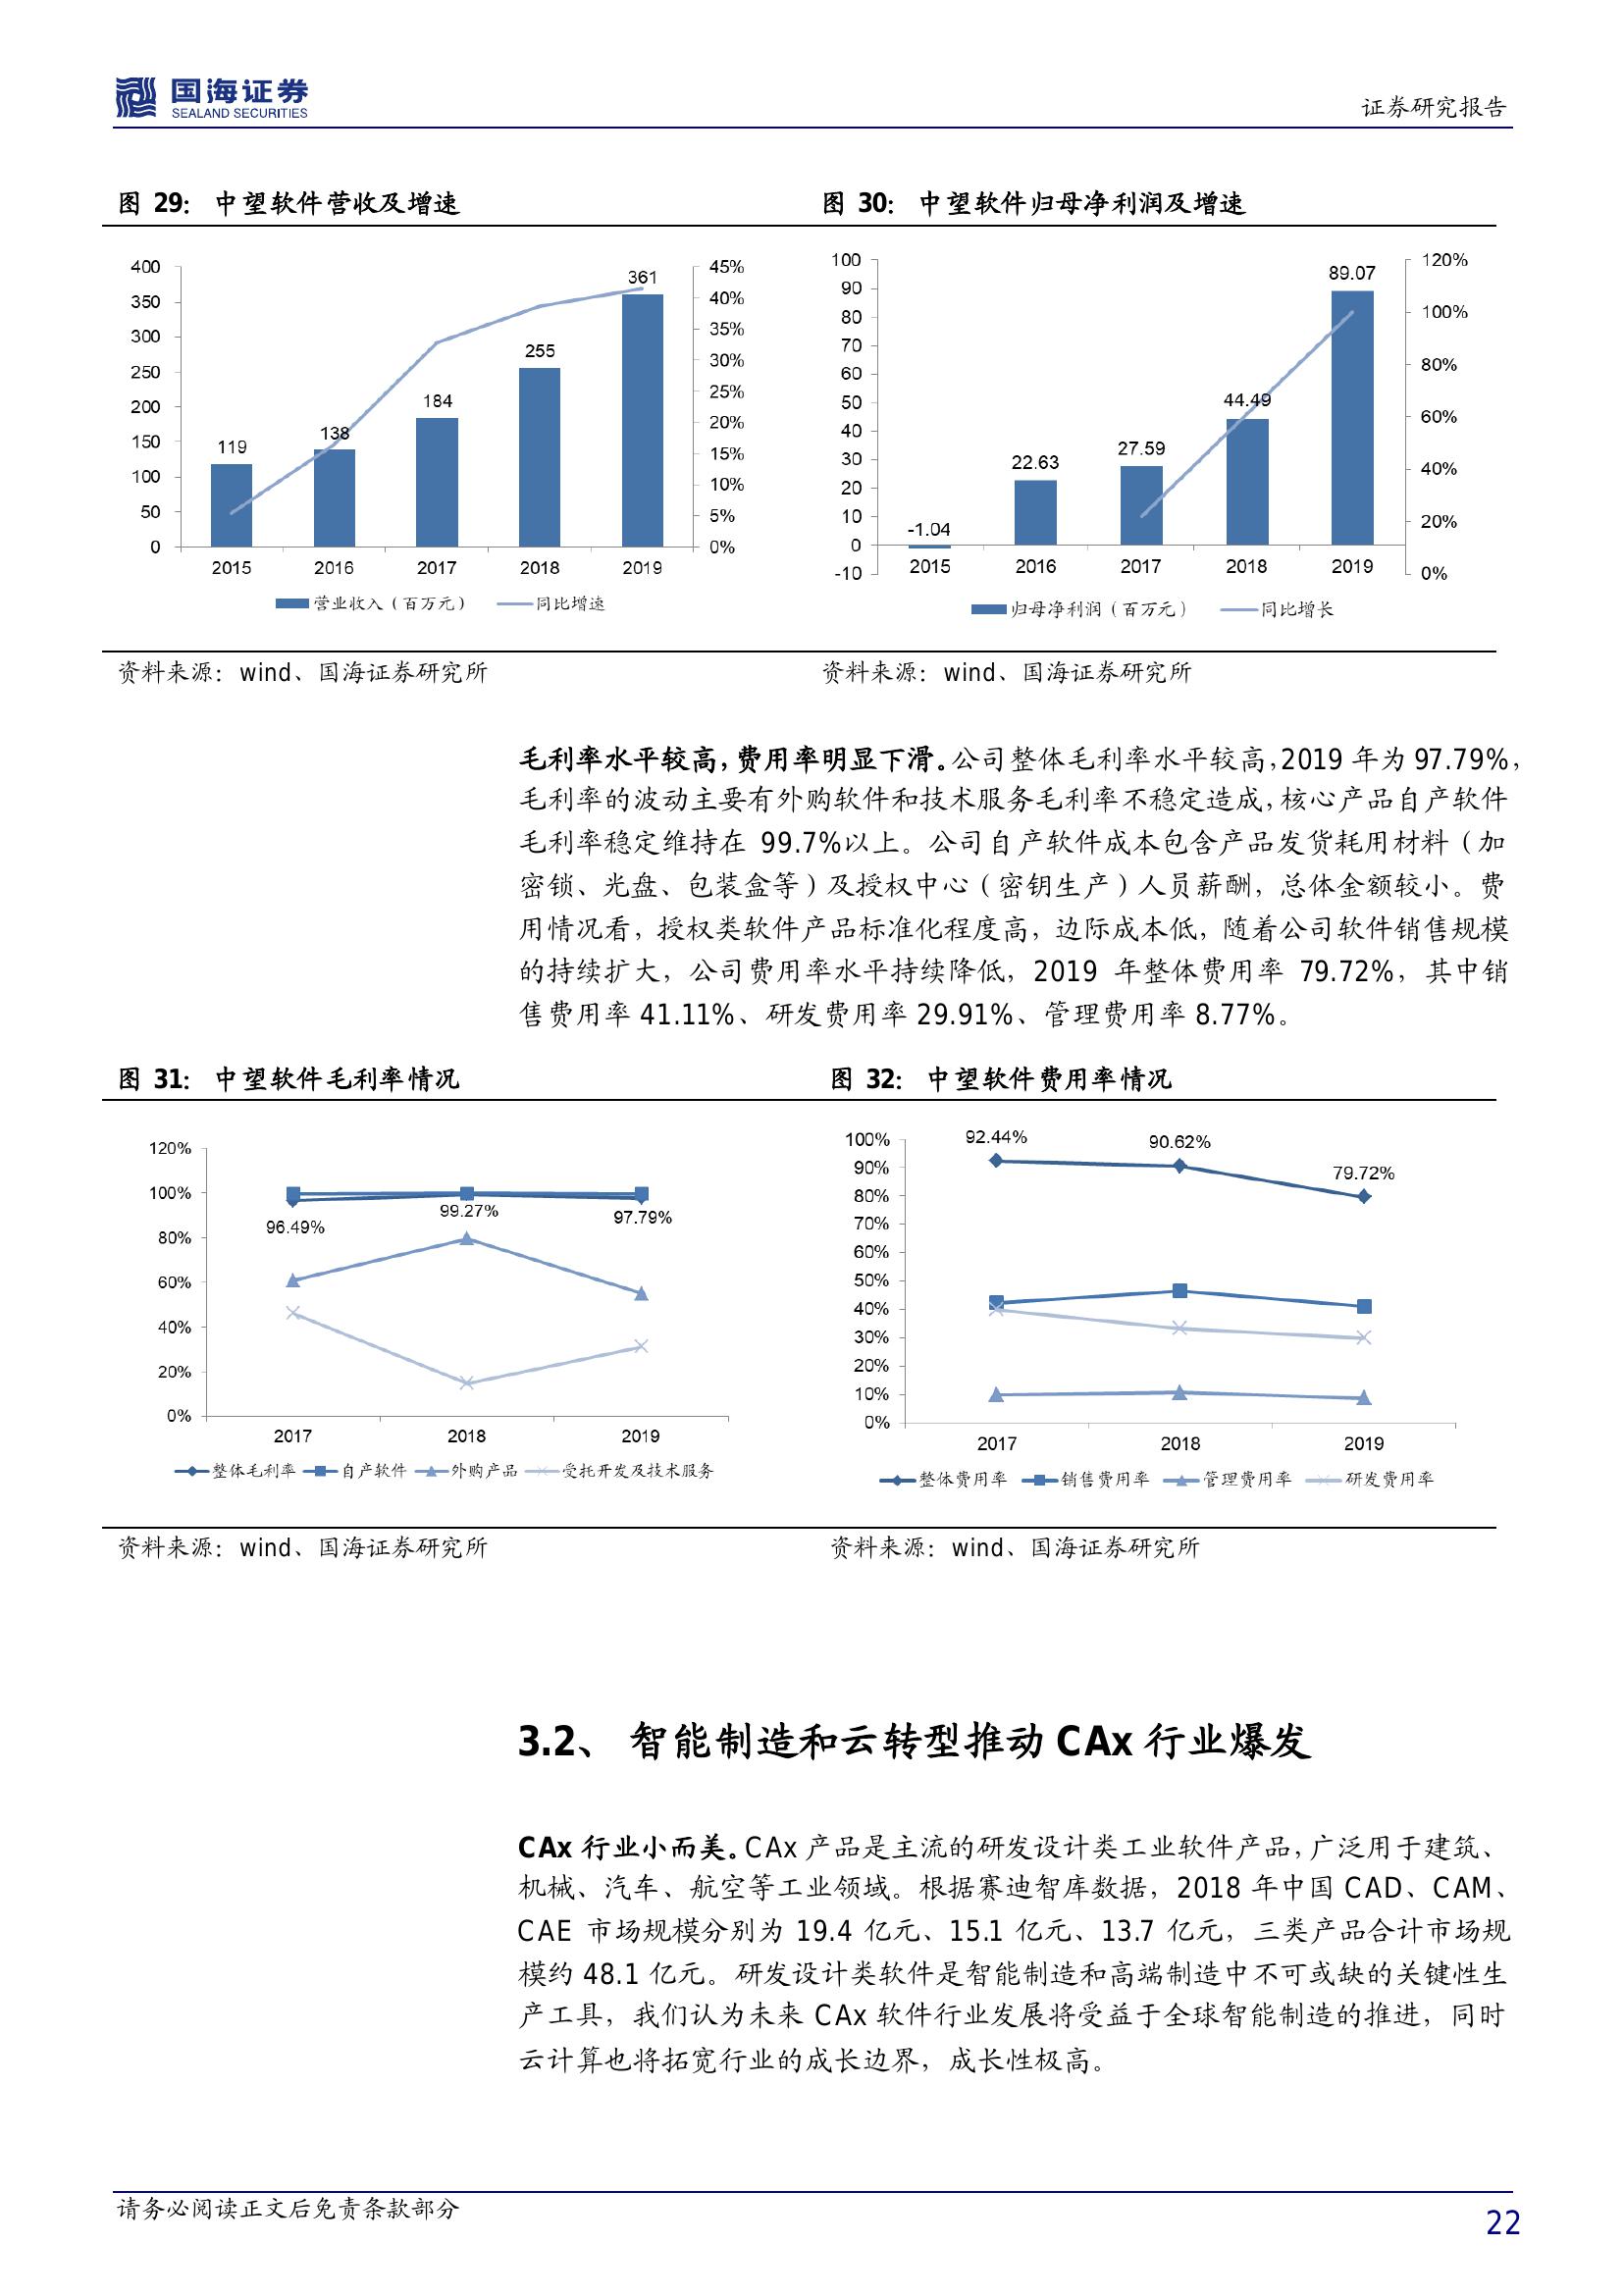 国海证券
SEALAND SECURITIES
证券研究报告
图 29： 中望软件营收及增速
400
350
300
250
200
150
100
50
0
45%
40%
35%
30%
25%
20%
15%
10%
5%
0%
119
138
184
255
361
2015 2016 2017 2018 2019
营业收入（百万元） 同比增速
资料来源：wind、国海证券研究所
图 30： 中望软件归母净利润及增速
100
90
80
70
60
50
40
30
20
10
0
-10
120%
100%
80%
60%
40%
20%
0%
-1.04
22.63
27.59
44.49
89.07
2015 2016 2017 2018 2019
归母净利润（百万元） 同比增长
资料来源：wind、国海证券研究所
毛利率水平较高，费用率明显下滑。公司整体毛利率水平较高，2019 年为 97.79%，
毛利率的波动主要有外购软件和技术服务毛利率不稳定造成，核心产品自产软件
毛利率稳定维持在 99.7%以上。公司自产软件成本包含产品发货耗用材料（加
密锁、光盘、包装盒等）及授权中心（密钥生产）人员薪酬，总体金额较小。费
用情况看，授权类软件产品标准化程度高，边际成本低，随着公司软件销售规模
的持续扩大，公司费用率水平持续降低，2019 年整体费用率 79.72%，其中销
售费用率 41.11%、研发费用率 29.91%、管理费用率 8.77%。
图 31： 中望软件毛利率情况
120%
100%
80%
60%
40%
20%
0%
96.49%
99.27%
97.79%
2017 2018 2019
整体毛利率 自产软件 外购产品 受托开发及技术服务
资料来源：wind、国海证券研究所
图 32： 中望软件费用率情况
100%
90%
80%
70%
60%
50%
40%
30%
20%
10%
0%
92.44%
90.62%
79.72%
2017 2018 2019
整体费用率 销售费用率 管理费用率 研发费用率
资料来源：wind、国海证券研究所
3.2、 智能制造和云转型推动 CAx 行业爆发
CAx 行业小而美。CAx 产品是主流的研发设计类工业软件产品，广泛用于建筑、
机械、汽车、航空等工业领域。根据赛迪智库数据，2018 年中国 CAD、CAM、
CAE 市场规模分别为 19.4 亿元、15.1 亿元、13.7 亿元，三类产品合计市场规
模约 48.1 亿元。研发设计类软件是智能制造和高端制造中不可或缺的关键性生
产工具，我们认为未来 CAx 软件行业发展将受益于全球智能制造的推进，同时
云计算也将拓宽行业的成长边界，成长性极高。
请务必阅读正文后免责条款部分
22